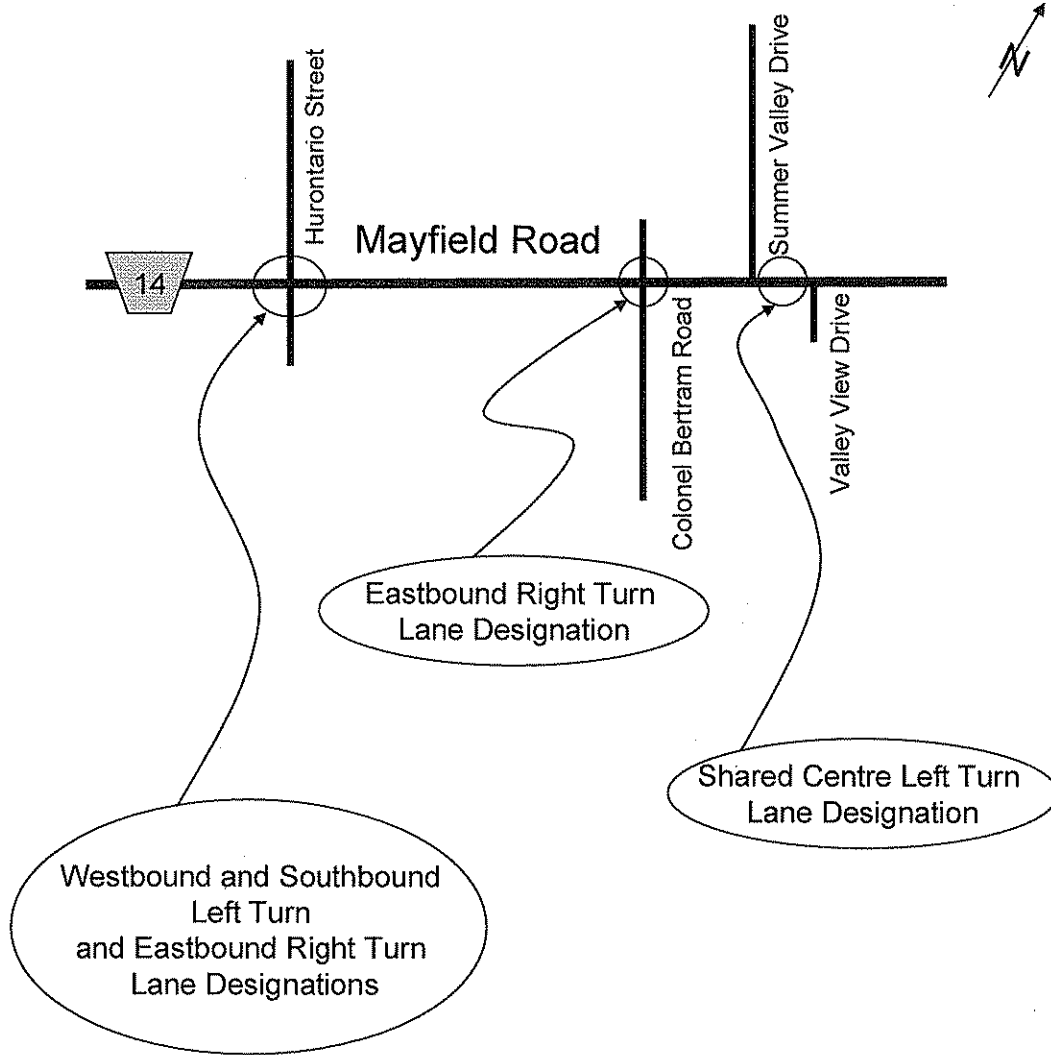 N
Hurontario Street
Summer Valley Drive
Mayfield Road
14
Colonel Bertram Road
Valley View Drive
Eastbound Right Turn
Lane Designation
Shared Centre Left Turn
Lane Designation
Westbound and Southbound
Left Turn
and Eastbound Right Turn
Lane Designations